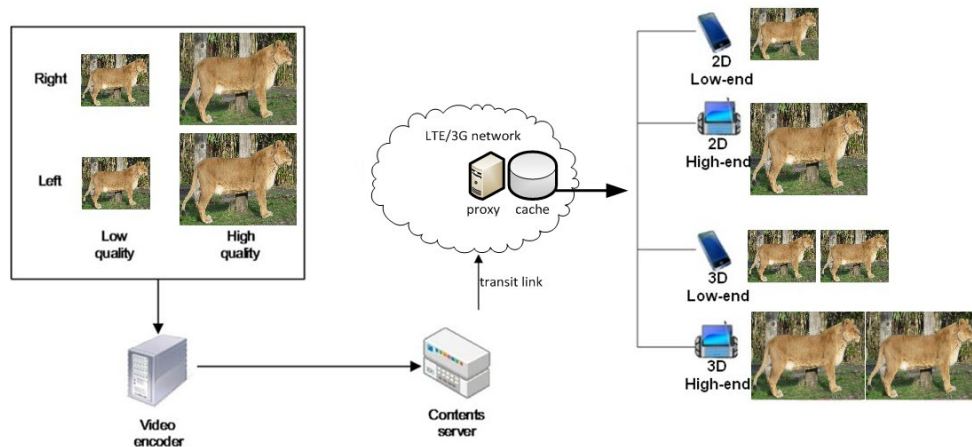 Right
Left
Low
quality
High
quality
Video
encoder
Contents
server
transit link
LTE/3G network
proxy
cache
2D
Low-end
2D
High-end
3D
Low-end
3D
High-end